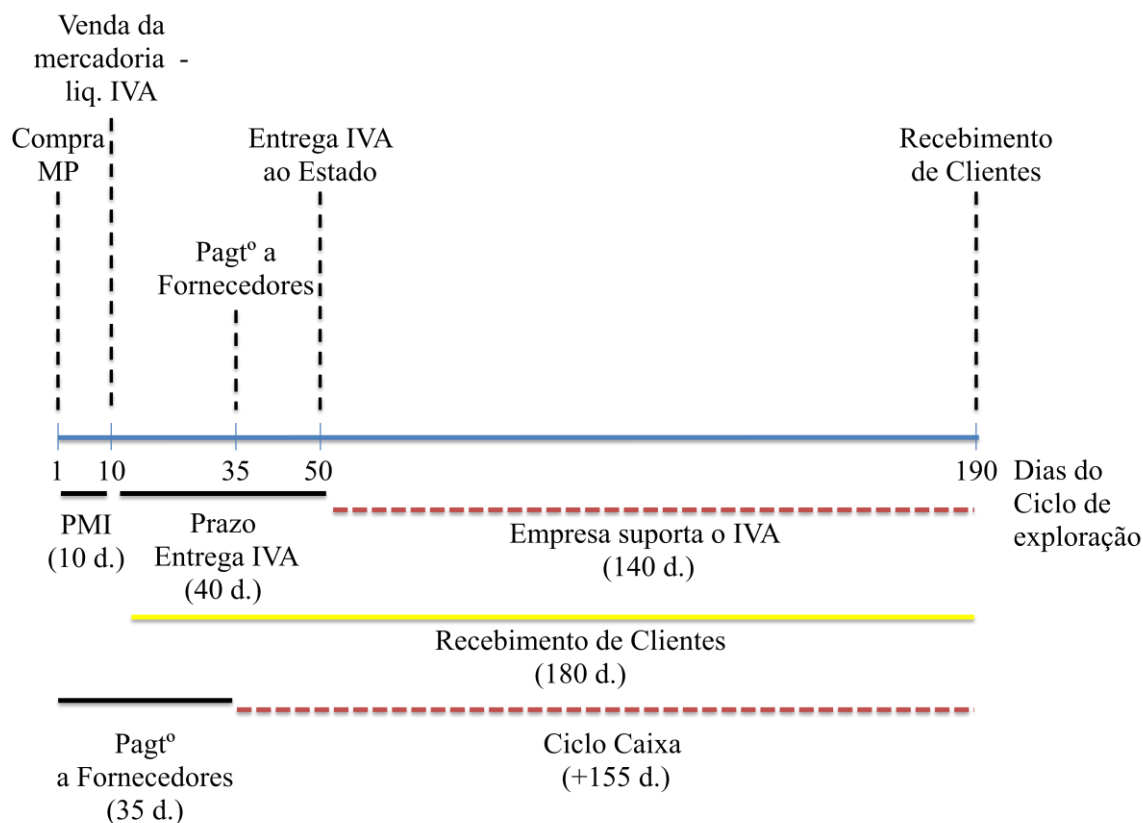 Venda da
mercadoria -
liq. IVA
Compra
MP
Entrega IVA
ao Estado
Recebimento
de Clientes
Pagtº a
Fornecedores
1
10
35
50
190
Dias do
Ciclo de
exploração
PMI
(10 d.)
Prazo
Entrega IVA
(40 d.)
Empresa suporta o IVA
(140 d.)
Recebimento de Clientes
(180 d.)
Pagtº
a Fornecedores
(35 d.)
Ciclo Caixa
(+155 d.)